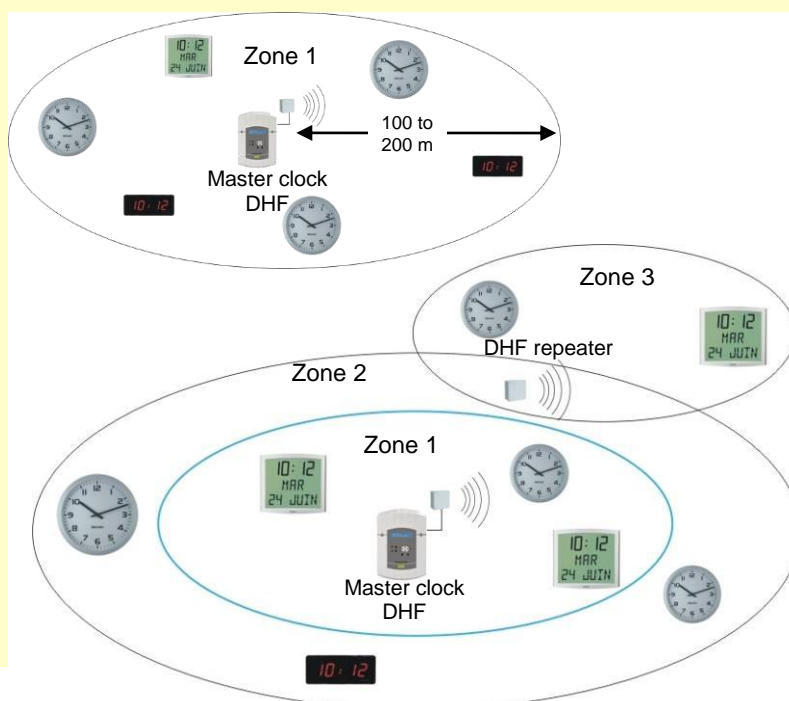 10:12
MAR
24 JUIN
Zone 1
100 to
200 m
Master clock
DHF
10:12
10:12
Zone 3
10:12
MAR
24 JUIN
DHF repeater
Zone 2
Zone 1
10:12
MAR
24 JUIN
10:12
MAR
24 JUIN
Master clock
DHF
10:12